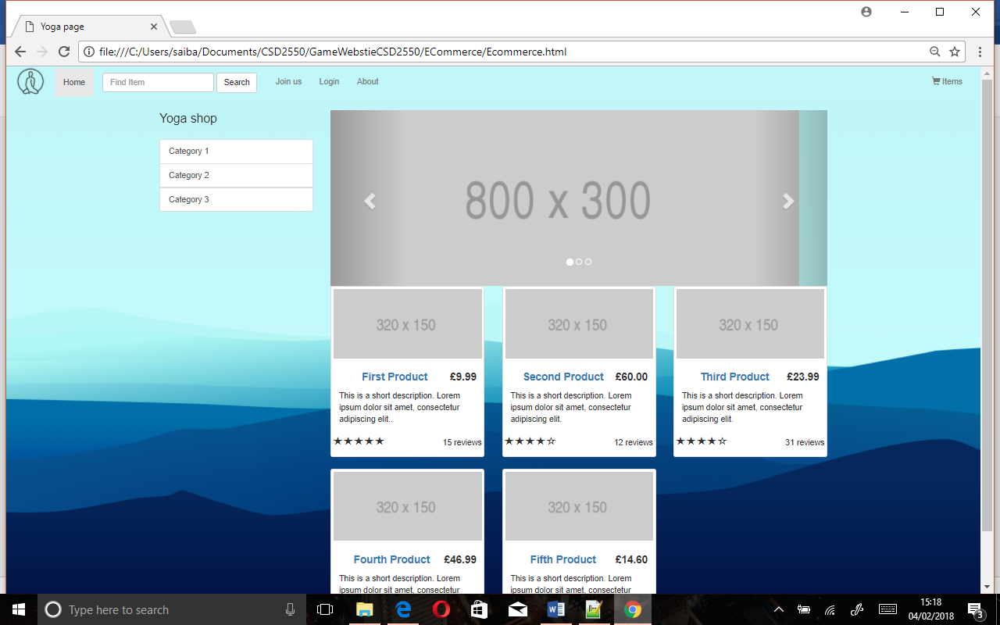 Yoga page
file:///C:/Users/saiba/Documents/CSD2550/GameWebstieCSD2550/ECommerce/Ecommerce.html
Home Find Item Search Join us Login About Items
Yoga shop
Category 1
Category 2
Category 3
800 x 300
320 x 150 320 x 150 320 x 150
First Product £9.99 Second Product £60.00 Third Product £23.99
This is a short description. Lorem This is a short description. Lorem This is a short description. Lorem
ipsum dolor sit amet, consectetur ipsum dolor sit amet, consectetur ipsum dolor sit amet, consectetur
adipiscing elit.. adipiscing elit. adipiscing elit.
★★★★★ 15 reviews ★★★★☆ 12 reviews ★★★★☆ 31 reviews
320 x 150 320 x 150
Fourth Product £46.99 Fifth Product £14.60
This is a short description. Lorem This is a short description. Lorem
ipsum dolor sit amet, consectetur ipsum dolor sit amet, consectetur
Type here to search
15:18
04/02/2018
3